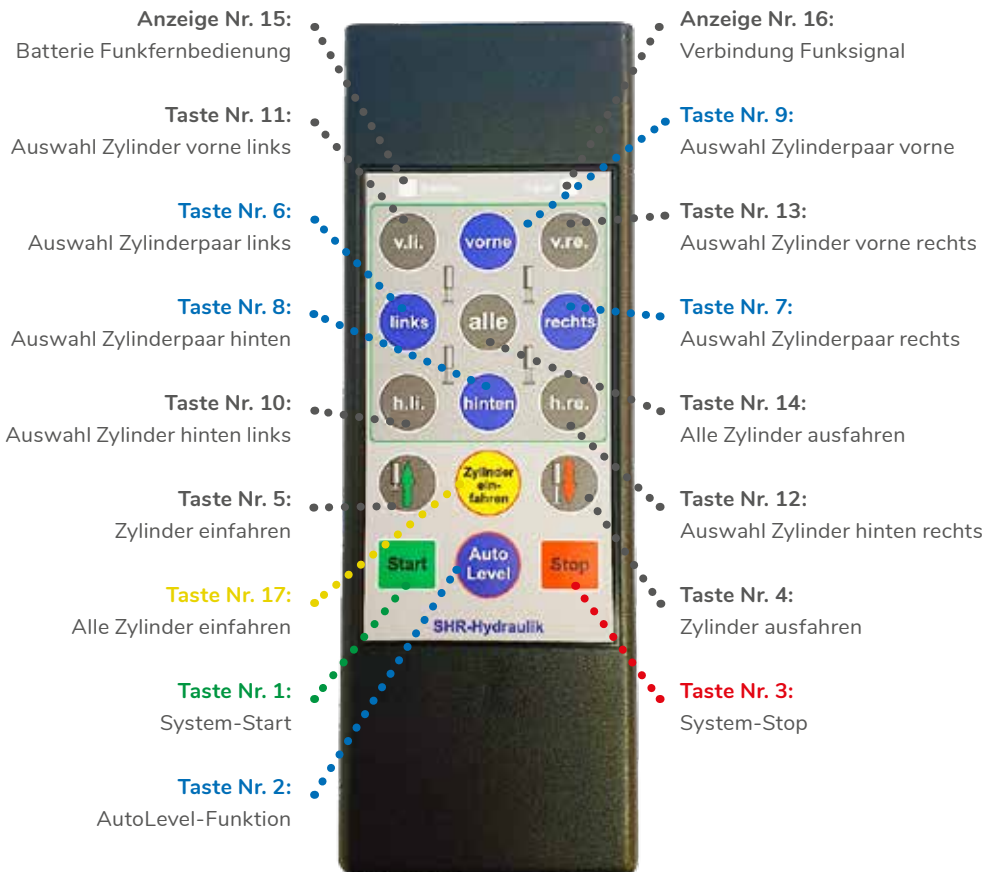 Anzeige Nr. 15:
Batterie Funkfernbedienung
Taste Nr. 11:
Auswahl Zylinder vorne links
Taste Nr. 6:
Auswahl Zylinderpaar links
Taste Nr. 8:
Auswahl Zylinderpaar hinten
Taste Nr. 10:
Auswahl Zylinder hinten links
Taste Nr. 5:
Zylinder einfahren
Taste Nr. 17:
Alle Zylinder einfahren
Taste Nr. 1:
System-Start
Taste Nr. 2:
AutoLevel-Funktion
v.li.
vorne
v.re.
links
alle
rechts
h.li.
hinten
h.re.
Zylinder
ein-
fahren
Start
Auto
Level
Stop
SHR-Hydraulik
Anzeige Nr. 16:
Verbindung Funksignal
Taste Nr. 9:
Auswahl Zylinderpaar vorne
Taste Nr. 13:
Auswahl Zylinder vorne rechts
Taste Nr. 7:
Auswahl Zylinderpaar rechts
Taste Nr. 14:
Alle Zylinder ausfahren
Taste Nr. 12:
Auswahl Zylinder hinten rechts
Taste Nr. 4:
Zylinder ausfahren
Taste Nr. 3:
System-Stop